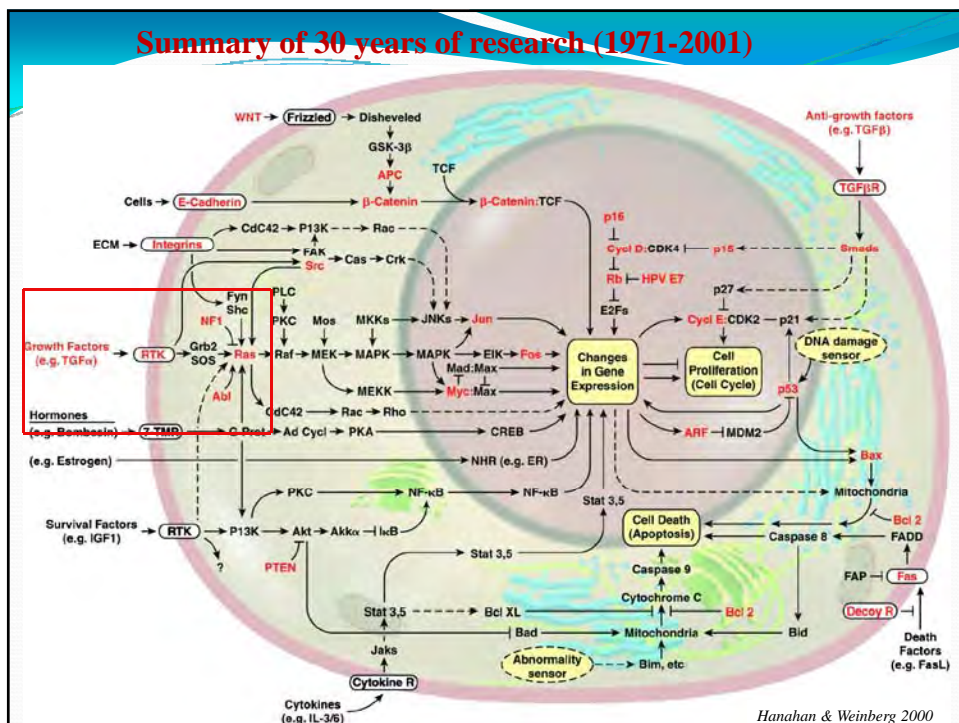 Summary of 30 years of research (1971-2001)
WNT
Frizzled
Disheveled
GSK-3β
APC
TCF
Cells
E-Cadherin
β-Catenin
β-Catenin:TCF
Anti-growth factors
(e.g. TGFβ)
TGFβR
ECM
Integrins
CdC42
P13K
Rac
FAK
Src
Cas
Crk
p16
Cycl D:CDK4
p15
Smads
Rb
HPV E7
E2Fs
p27
Cycl E:CDK2
p21
Fyn
Shc
PLC
NF1
PKC
Mos
MKKs
JNKs
Jun
Growth Factors
(e.g. TGFα)
RTK
Grb2
SOS
Ras
Raf
MEK
MAPK
MAPK
ElK
Fos
Mad:Max
MEKK
Myc:Max
Abl
CdC42
Rac
Rho
Changes
in Gene
Expression
Cell
Proliferation
(Cell Cycle)
DNA damage
sensor
p53
Hormones
(e.g. Bombesin)
7-TMR
G-Prot
Ad Cycl
PKA
CREB
ARF
MDM2
(e.g. Estrogen)
NHR (e.g. ER)
Bax
PKC
NF-κB
NF-κB
Stat 3,5
Mitochondria
Survival Factors
(e.g. IGF1)
RTK
P13K
Akt
Akkα
IκB
Cell Death
(Apoptosis)
Bcl 2
Caspase 8
FADD
?
PTEN
Stat 3,5
Caspase 9
FAP
Fas
Cytochrome C
Stat 3,5
Bcl XL
Bcl 2
Decoy R
Bad
Mitochondria
Bid
Death
Factors
(e.g. FasL)
Jaks
Abnormality
sensor
Bim, etc
Cytokine R
Cytokines
(e.g. IL-3/6)
Hanahan & Weinberg 2000